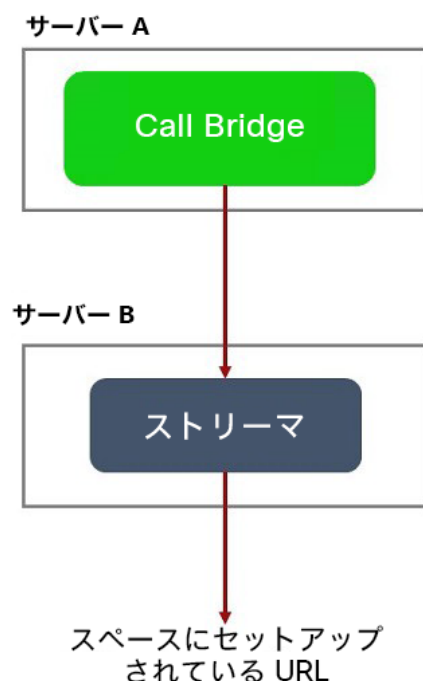 サーバー A
Call Bridge
サーバー B
ストリーマ
スペースにセットアップ
されている URL